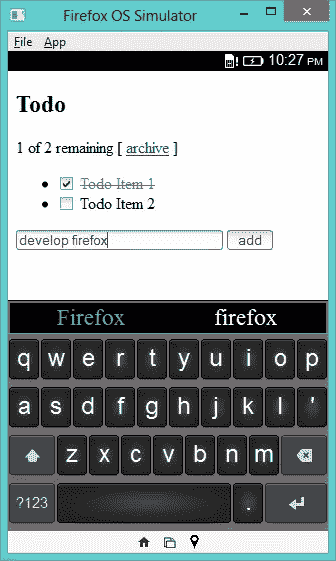 Firefox OS Simulator
File App
10:27 PM
Todo
1 of 2 remaining [ archive ]
Todo Item 1
Todo Item 2
develop firefox add
Firefox firefox
q w e r t y u i o p
a s d f g h j k l '
z x c v b n m
?123 .